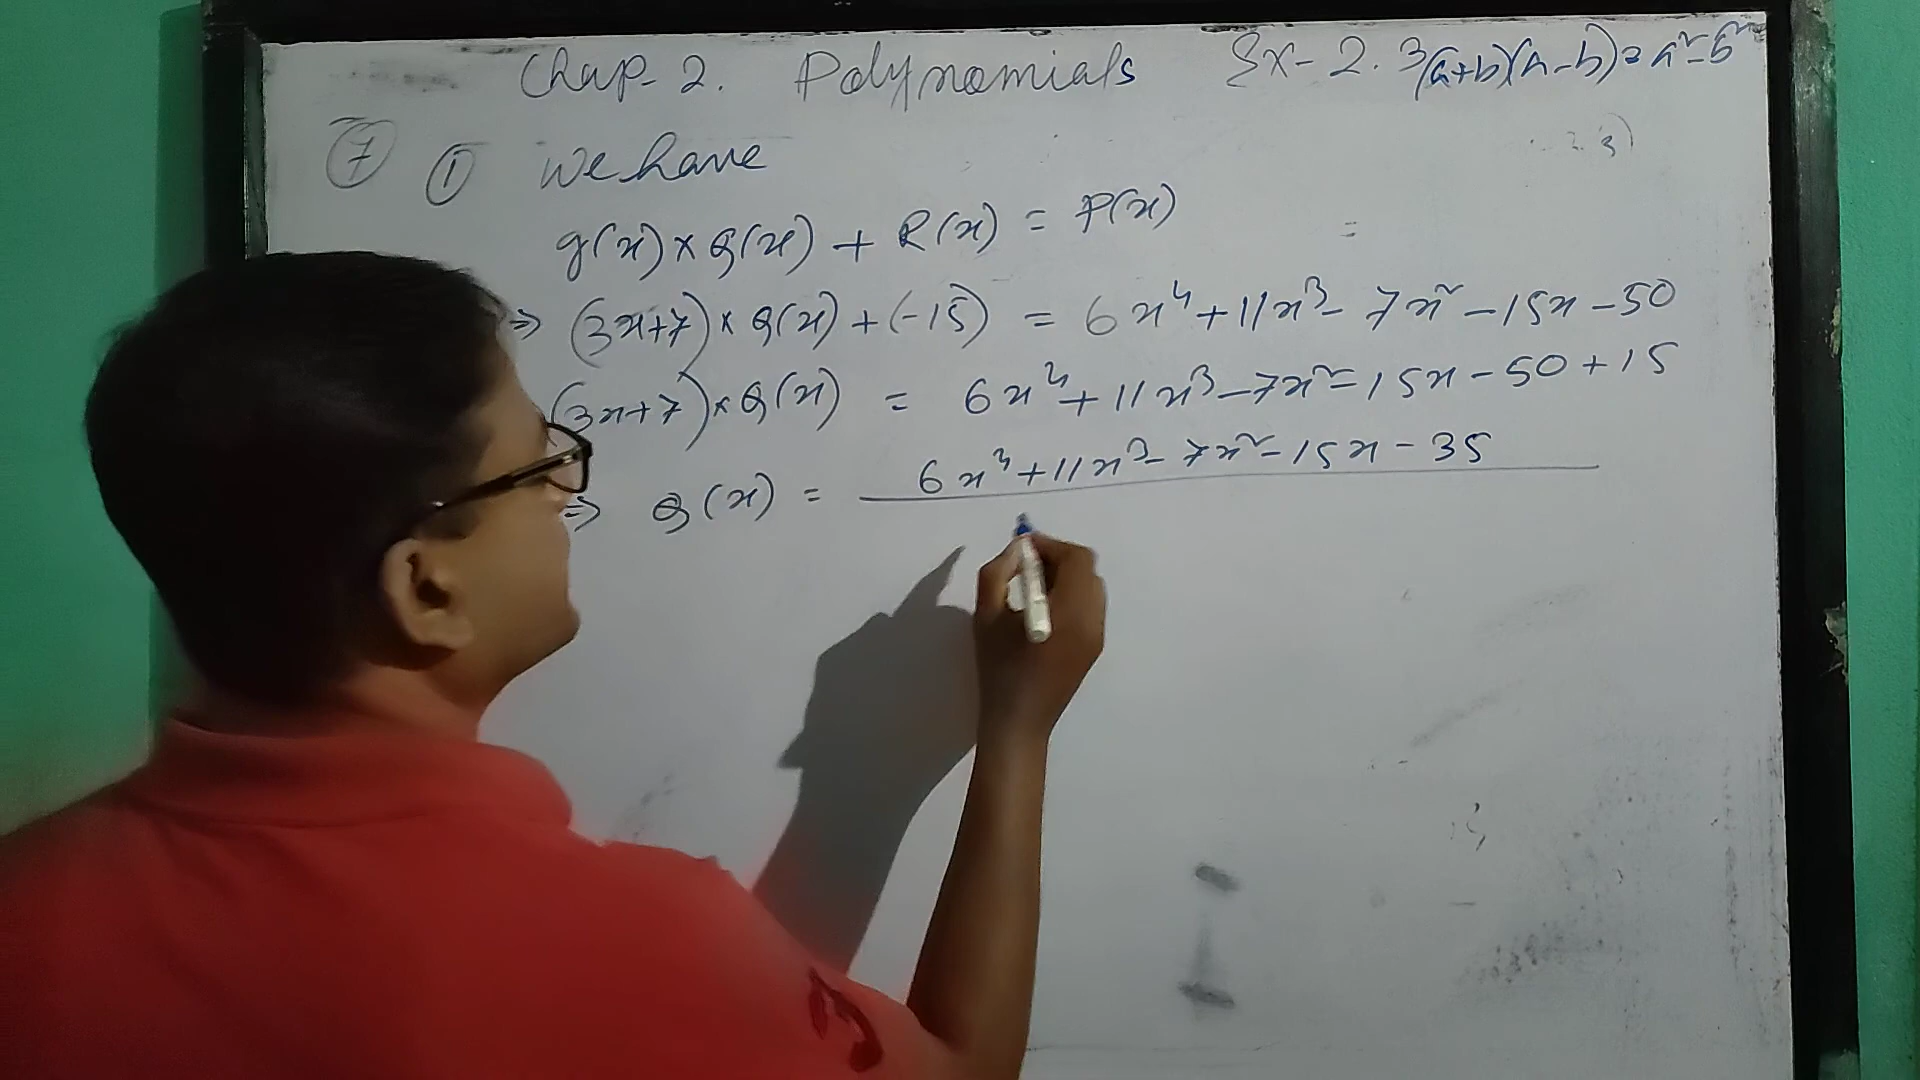 Chap-2. Polynomials Ex-2.3 (a+b)(a-b)=a²-b²
⑦ ① We have
g(x)×Q(x)+R(x)=P(x)
=
⇒ (3x+7)×Q(x)+(-15) = 6x⁴+11x³-7x²-15x-50
(3x+7)×Q(x) = 6x⁴+11x³-7x²-15x-50+15
⇒ Q(x) = 6x⁴+11x³-7x²-15x-35